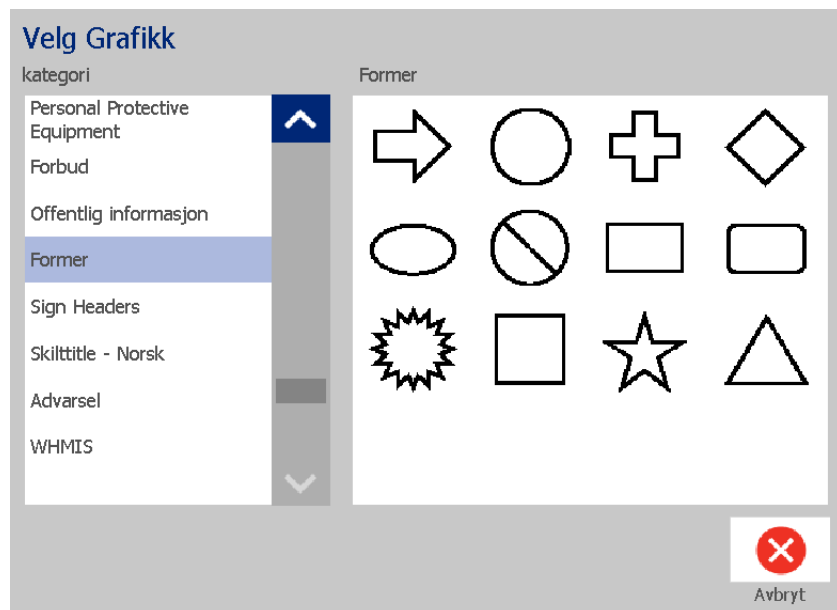 Velg Grafikk
kategori
Former
Personal Protective
Equipment
Forbud
Offentlig informasjon
Former
Sign Headers
Skilttitle - Norsk
Advarsel
WHMIS
Avbryt